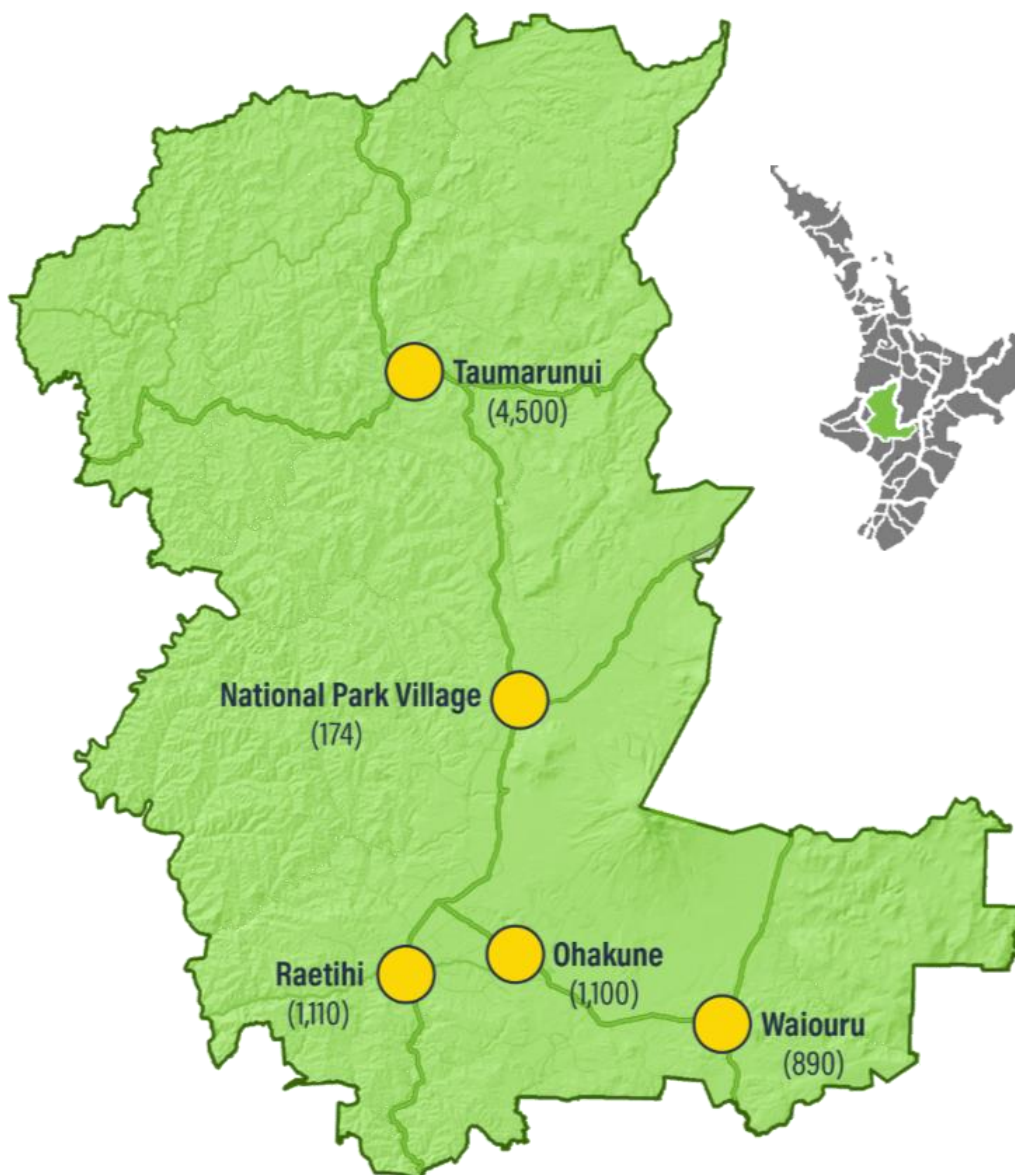 Taumarunui
(4,500)
National Park Village
(174)
Ohakune
(1,100)
Raetihi
(1,110)
Waiouru
(890)